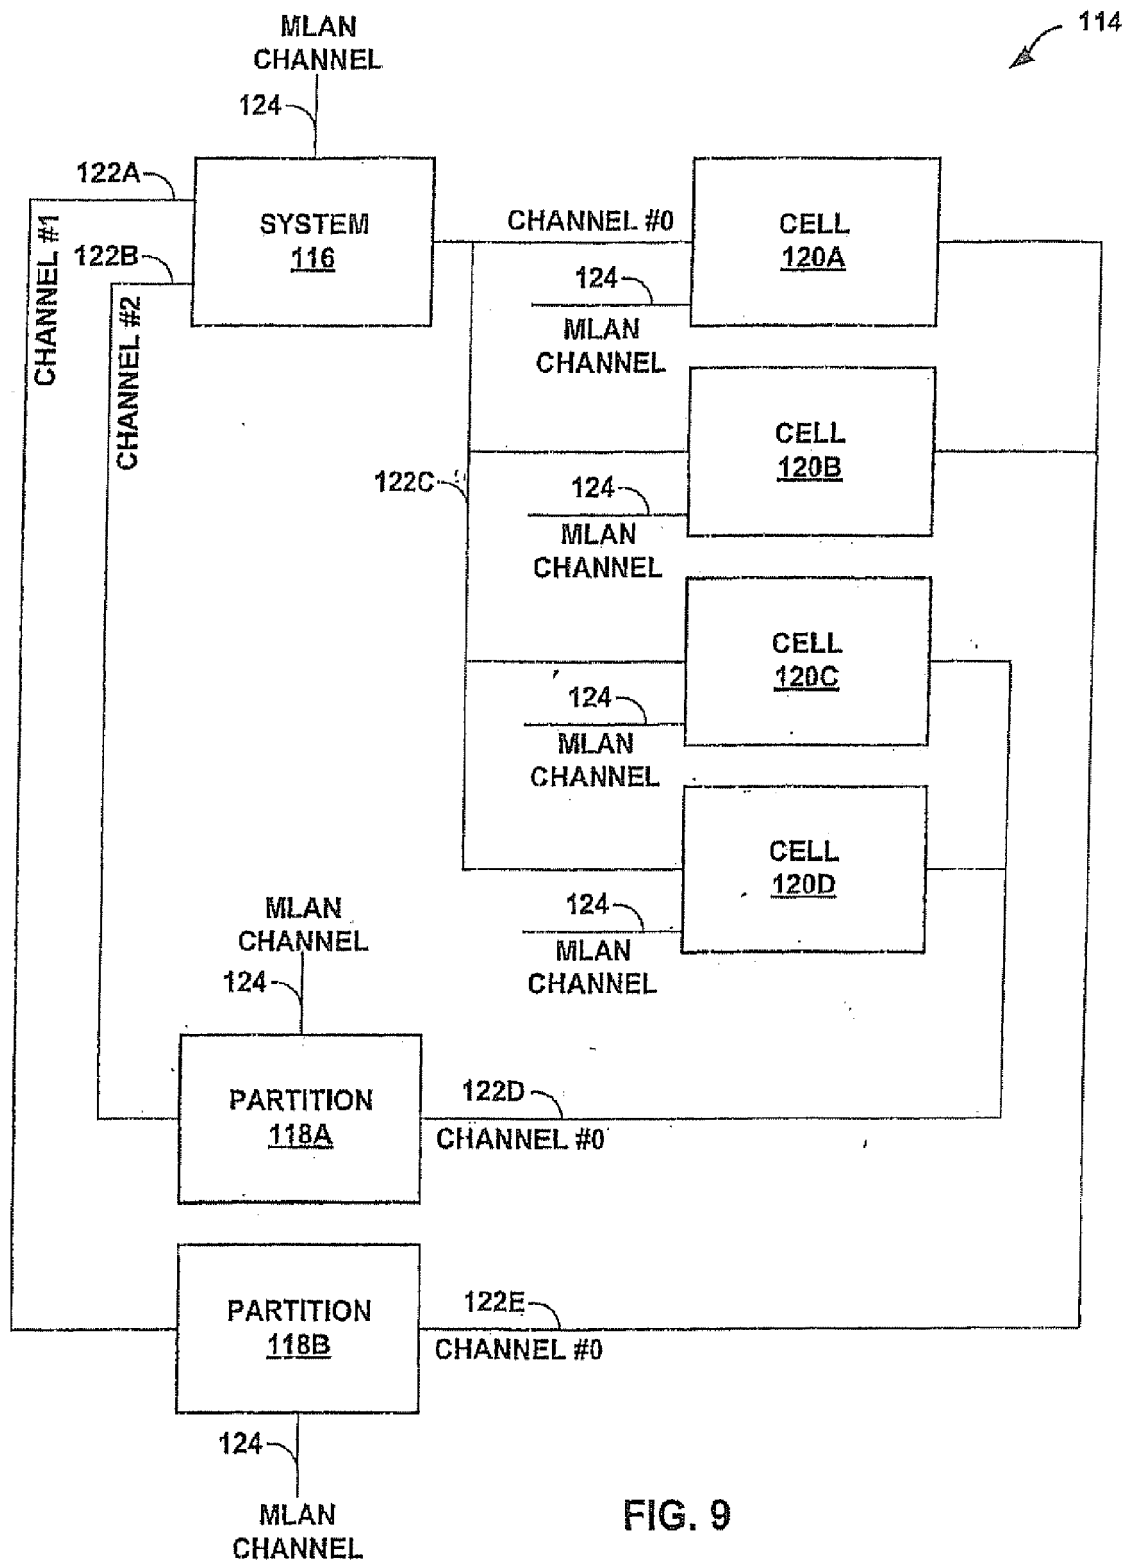 114
MLAN
CHANNEL
124
122A
CHANNEL #1
122B
CHANNEL #2
SYSTEM
116
CHANNEL #0
CELL
120A
124
MLAN
CHANNEL
CELL
120B
122C
124
MLAN
CHANNEL
CELL
120C
124
MLAN
CHANNEL
CELL
120D
124
MLAN
CHANNEL
MLAN
CHANNEL
124
PARTITION
118A
122D
CHANNEL #0
PARTITION
118B
122E
CHANNEL #0
124
MLAN
CHANNEL
FIG. 9